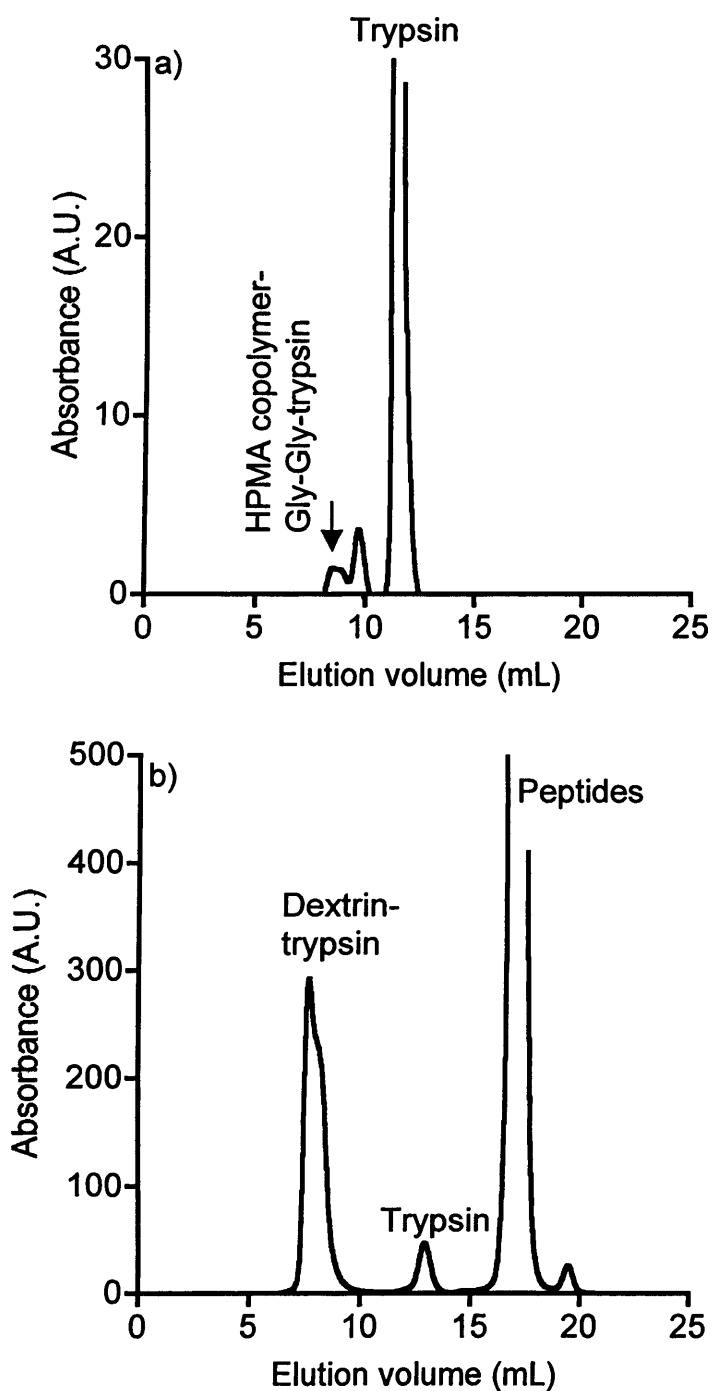 Trypsin
a)
30
20
10
0
Absorbance (A.U.)
HPMA copolymer-
Gly-Gly-trypsin
0 5 10 15 20 25
Elution volume (mL)
b)
500
400
300
200
100
0
Absorbance (A.U.)
Peptides
Dextrin-
trypsin
Trypsin
0 5 10 15 20 25
Elution volume (mL)